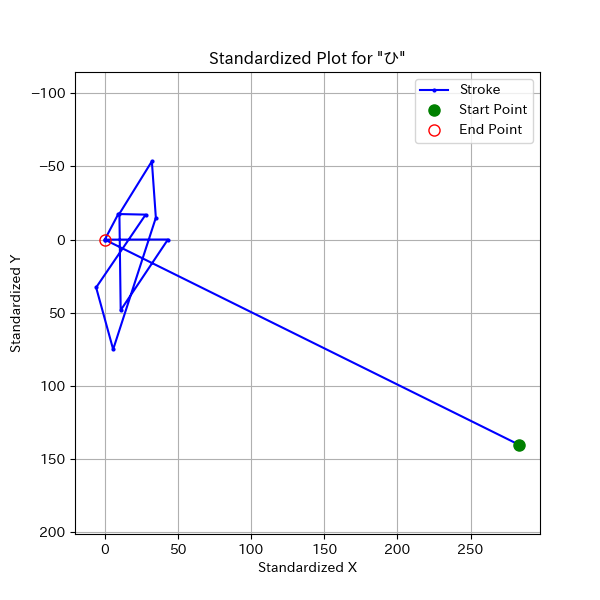 Standardized Plot for "ひ"
Stroke
Start Point
End Point
−100
−50
0
50
100
150
200
Standardized Y
0 50 100 150 200 250
Standardized X